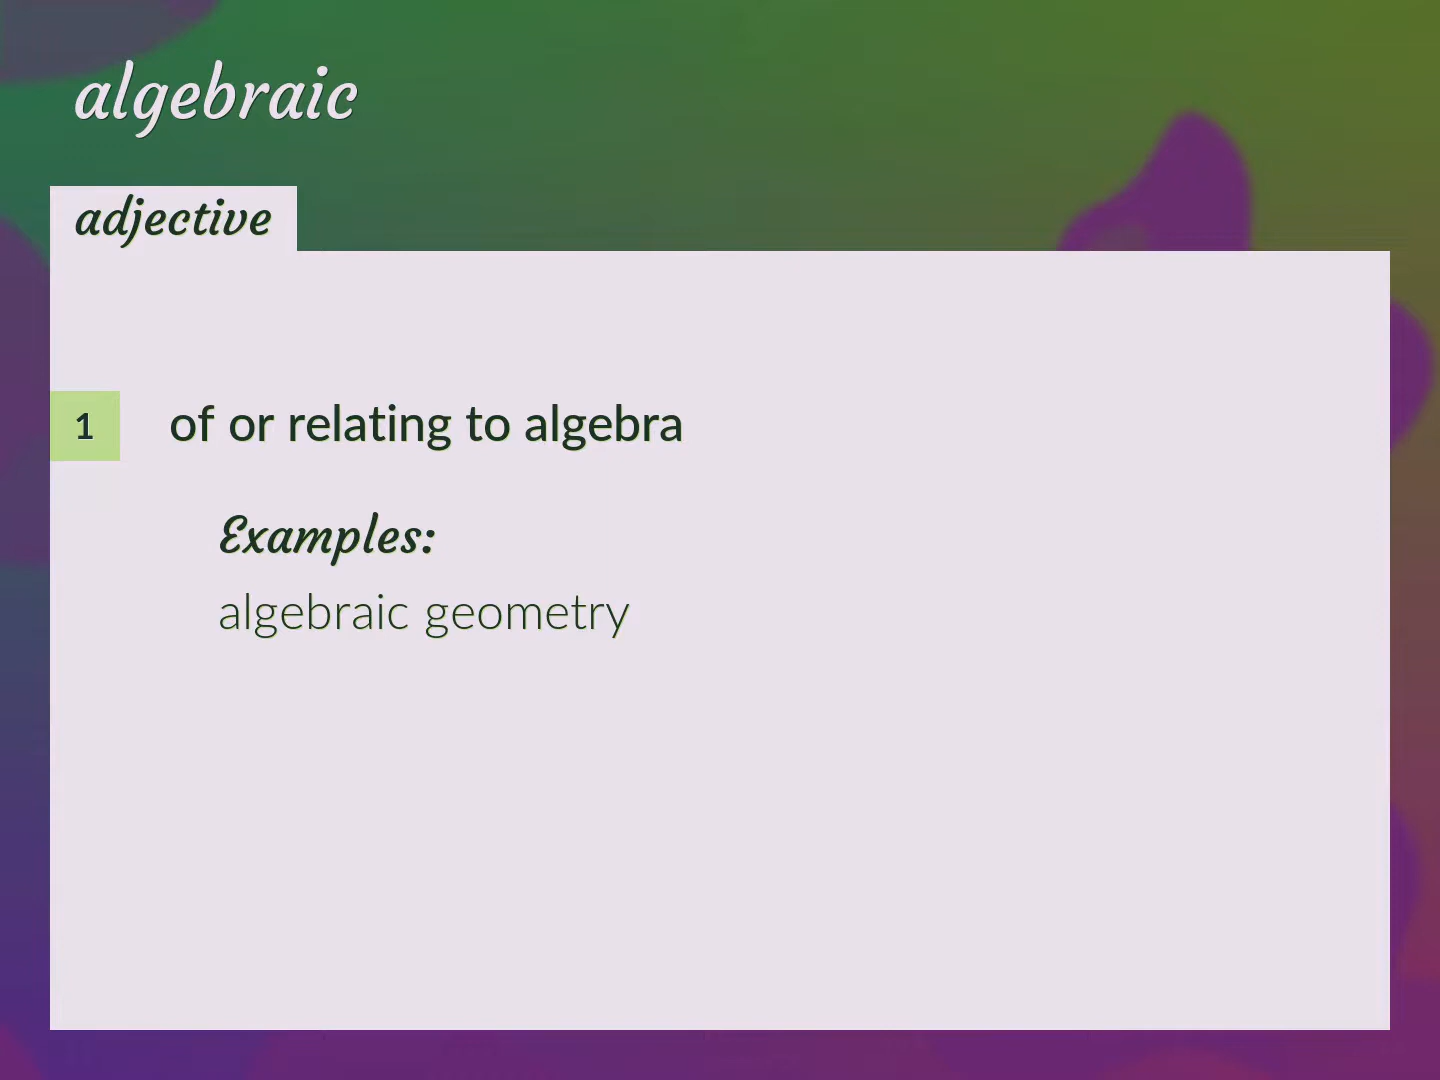 algebraic
adjective
1 of or relating to algebra
Examples:
algebraic geometry